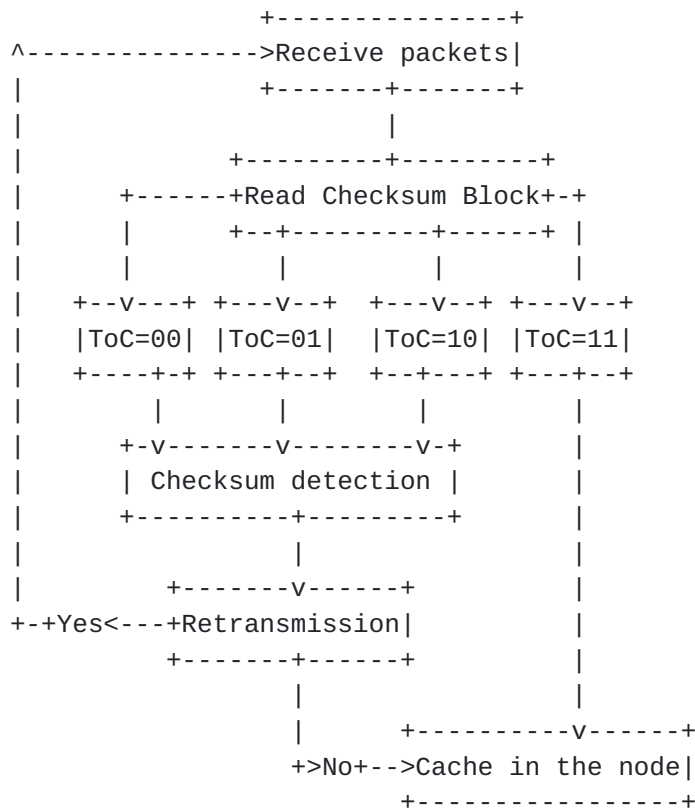 Receive packets
Read Checksum Block
ToC=00 ToC=01 ToC=10 ToC=11
Checksum detection
Yes Retransmission
No Cache in the node